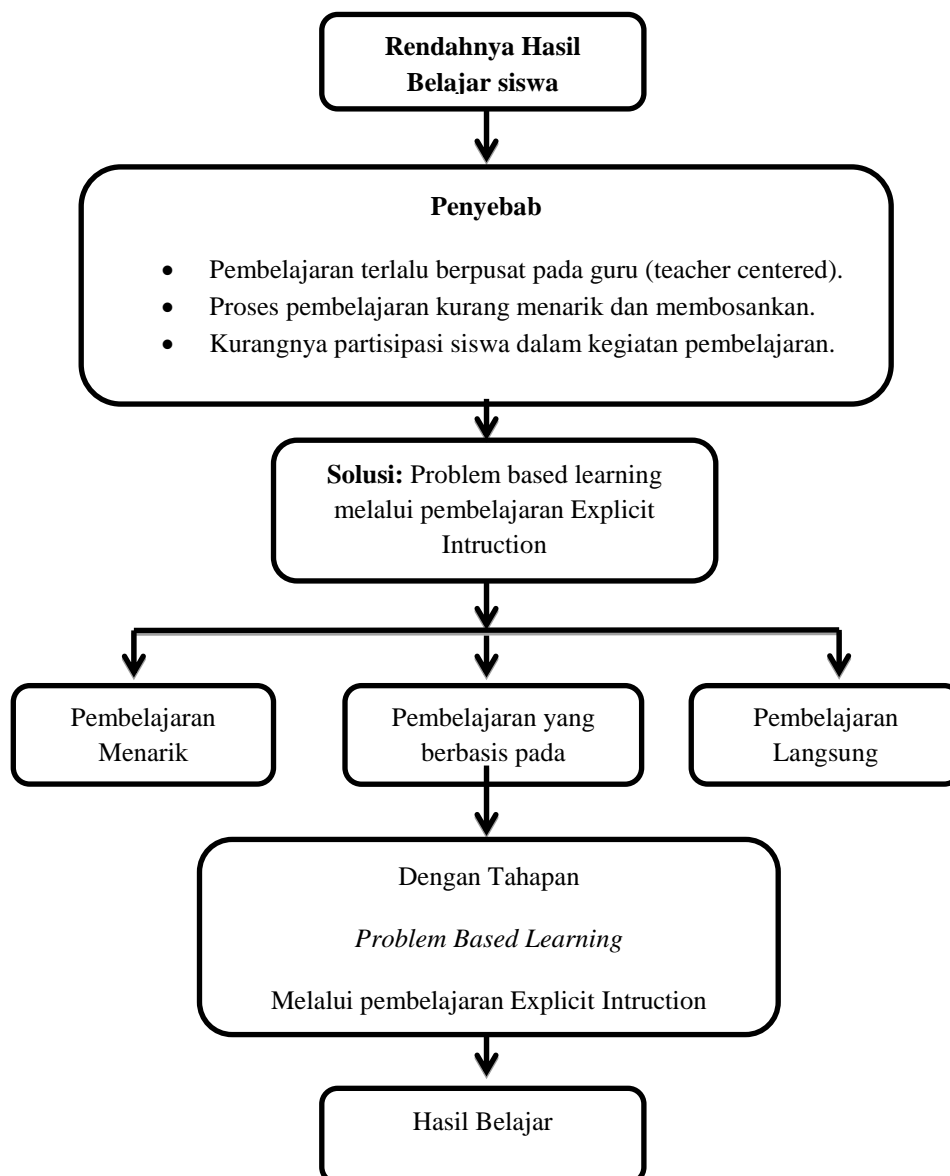 Rendahnya Hasil
Belajar siswa
Penyebab
• Pembelajaran terlalu berpusat pada guru (teacher centered).
• Proses pembelajaran kurang menarik dan membosankan.
• Kurangnya partisipasi siswa dalam kegiatan pembelajaran.
Solusi: Problem based learning
melalui pembelajaran Explicit
Intruction
Pembelajaran
Menarik
Pembelajaran yang
berbasis pada
Pembelajaran
Langsung
Dengan Tahapan
Problem Based Learning
Melalui pembelajaran Explicit Intruction
Hasil Belajar